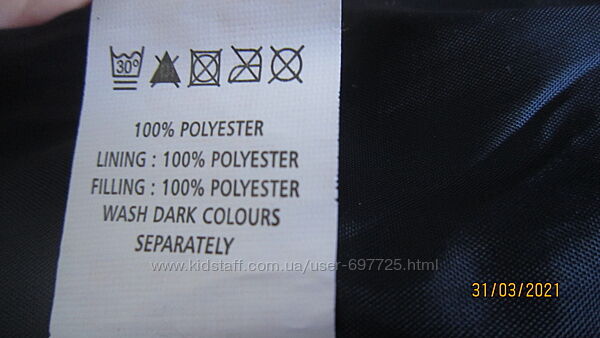 30°
100% POLYESTER
LINING : 100% POLYESTER
FILLING : 100% POLYESTER
WASH DARK COLOURS
SEPARATELY
www.kidstaff.com.ua/user-697725.html
31/03/2021